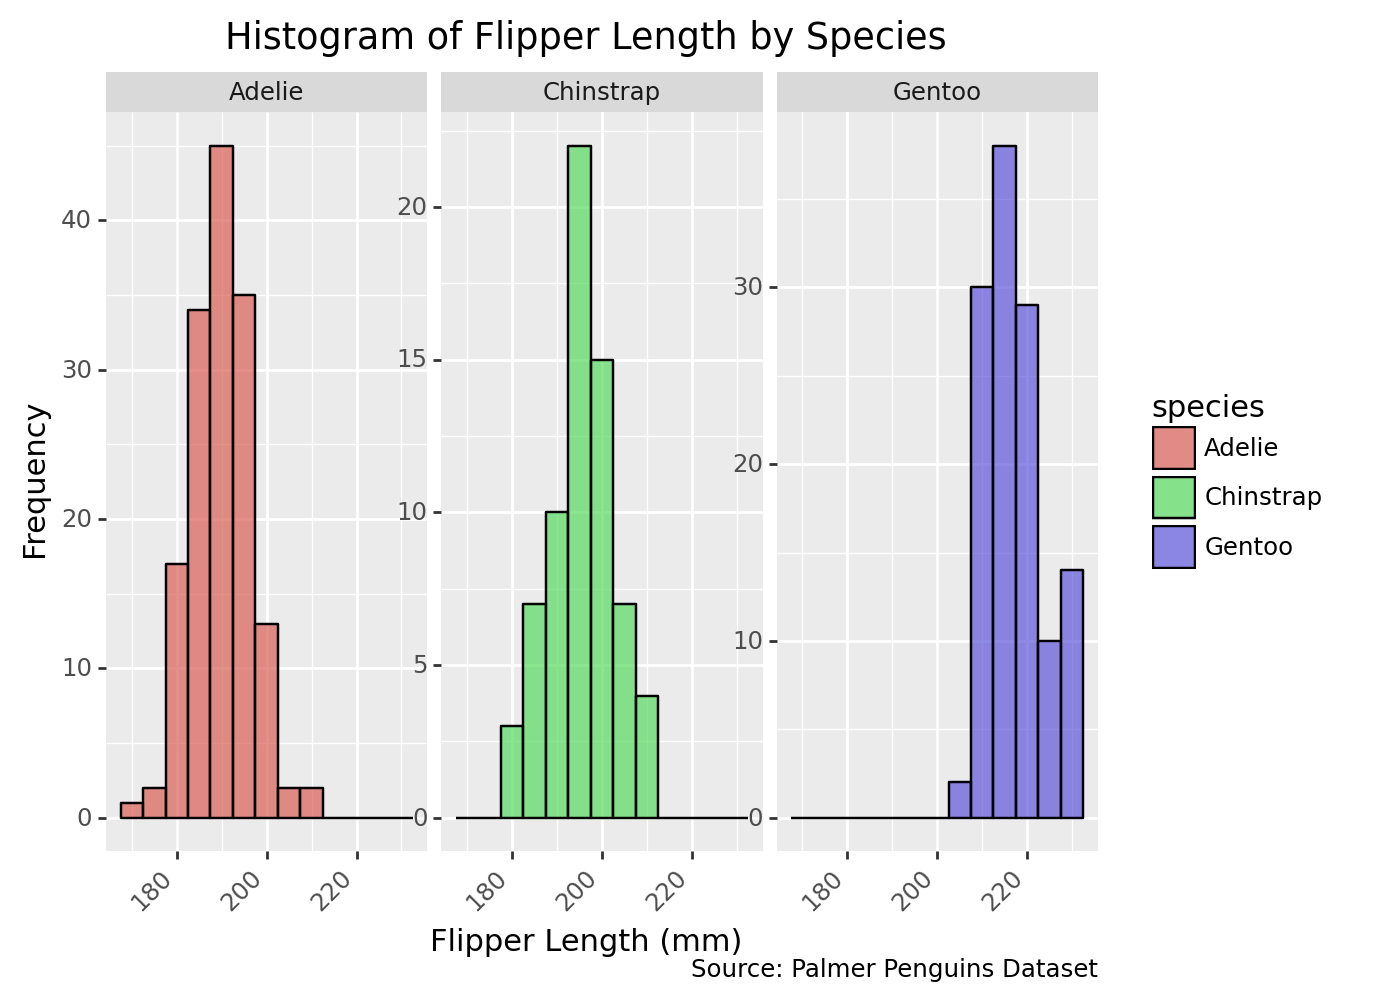 Histogram of Flipper Length by Species
Adelie Chinstrap Gentoo
40
30
20
10
0
20
15
10
5
0
30
20
10
0
180 200 220 180 200 220 180 200 220
Frequency
Flipper Length (mm)
species
Adelie
Chinstrap
Gentoo
Source: Palmer Penguins Dataset